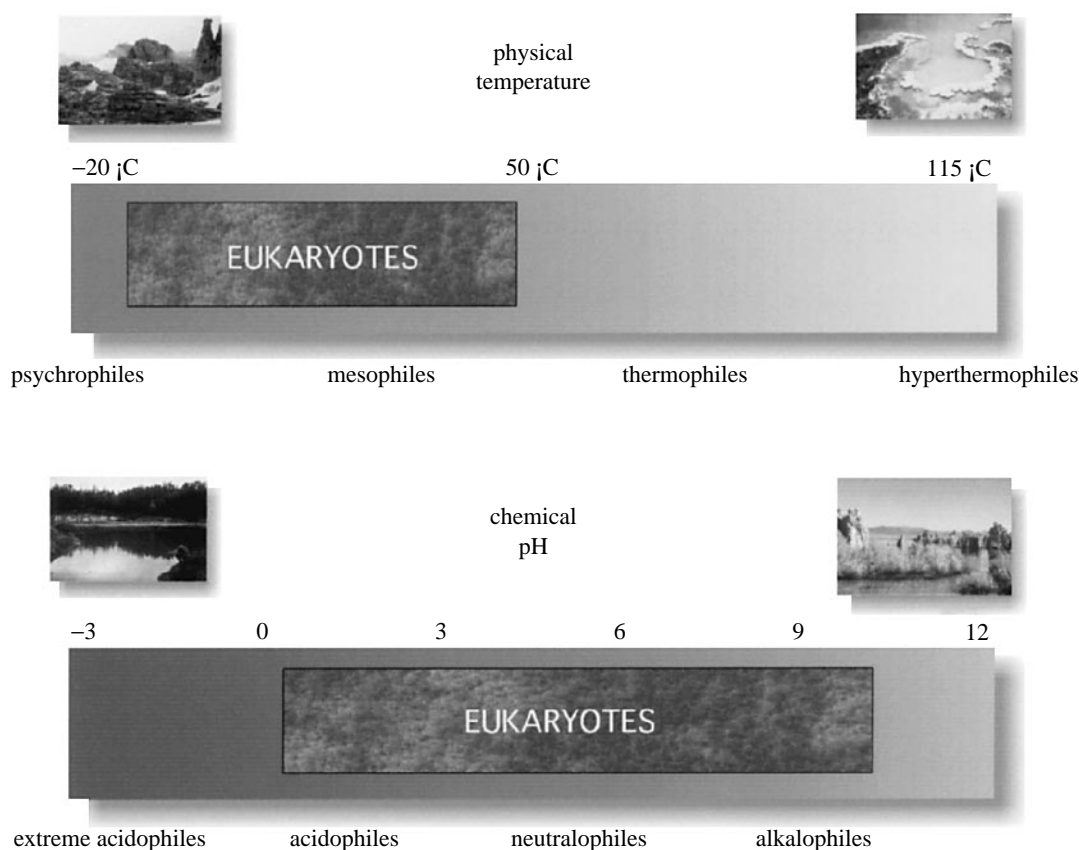 physical
temperature
−20 ¡C 50 ¡C 115 ¡C
EUKARYOTES
psychrophiles mesophiles thermophiles hyperthermophiles
chemical
pH
−3 0 3 6 9 12
EUKARYOTES
extreme acidophiles acidophiles neutralophiles alkalophiles